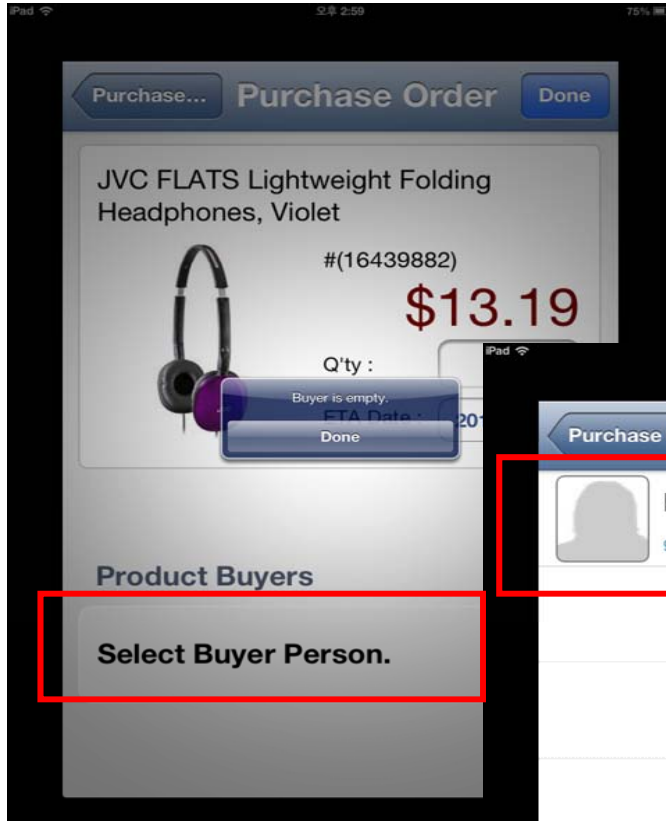 iPad 오후 2:59 75%
Purchase... Purchase Order Done
JVC FLATS Lightweight Folding
Headphones, Violet
#(16439882)
$13.19
Q'ty :
Buyer is empty.
ETA Date : 201
Done
Product Buyers
Select Buyer Person.
iPad
Purchase